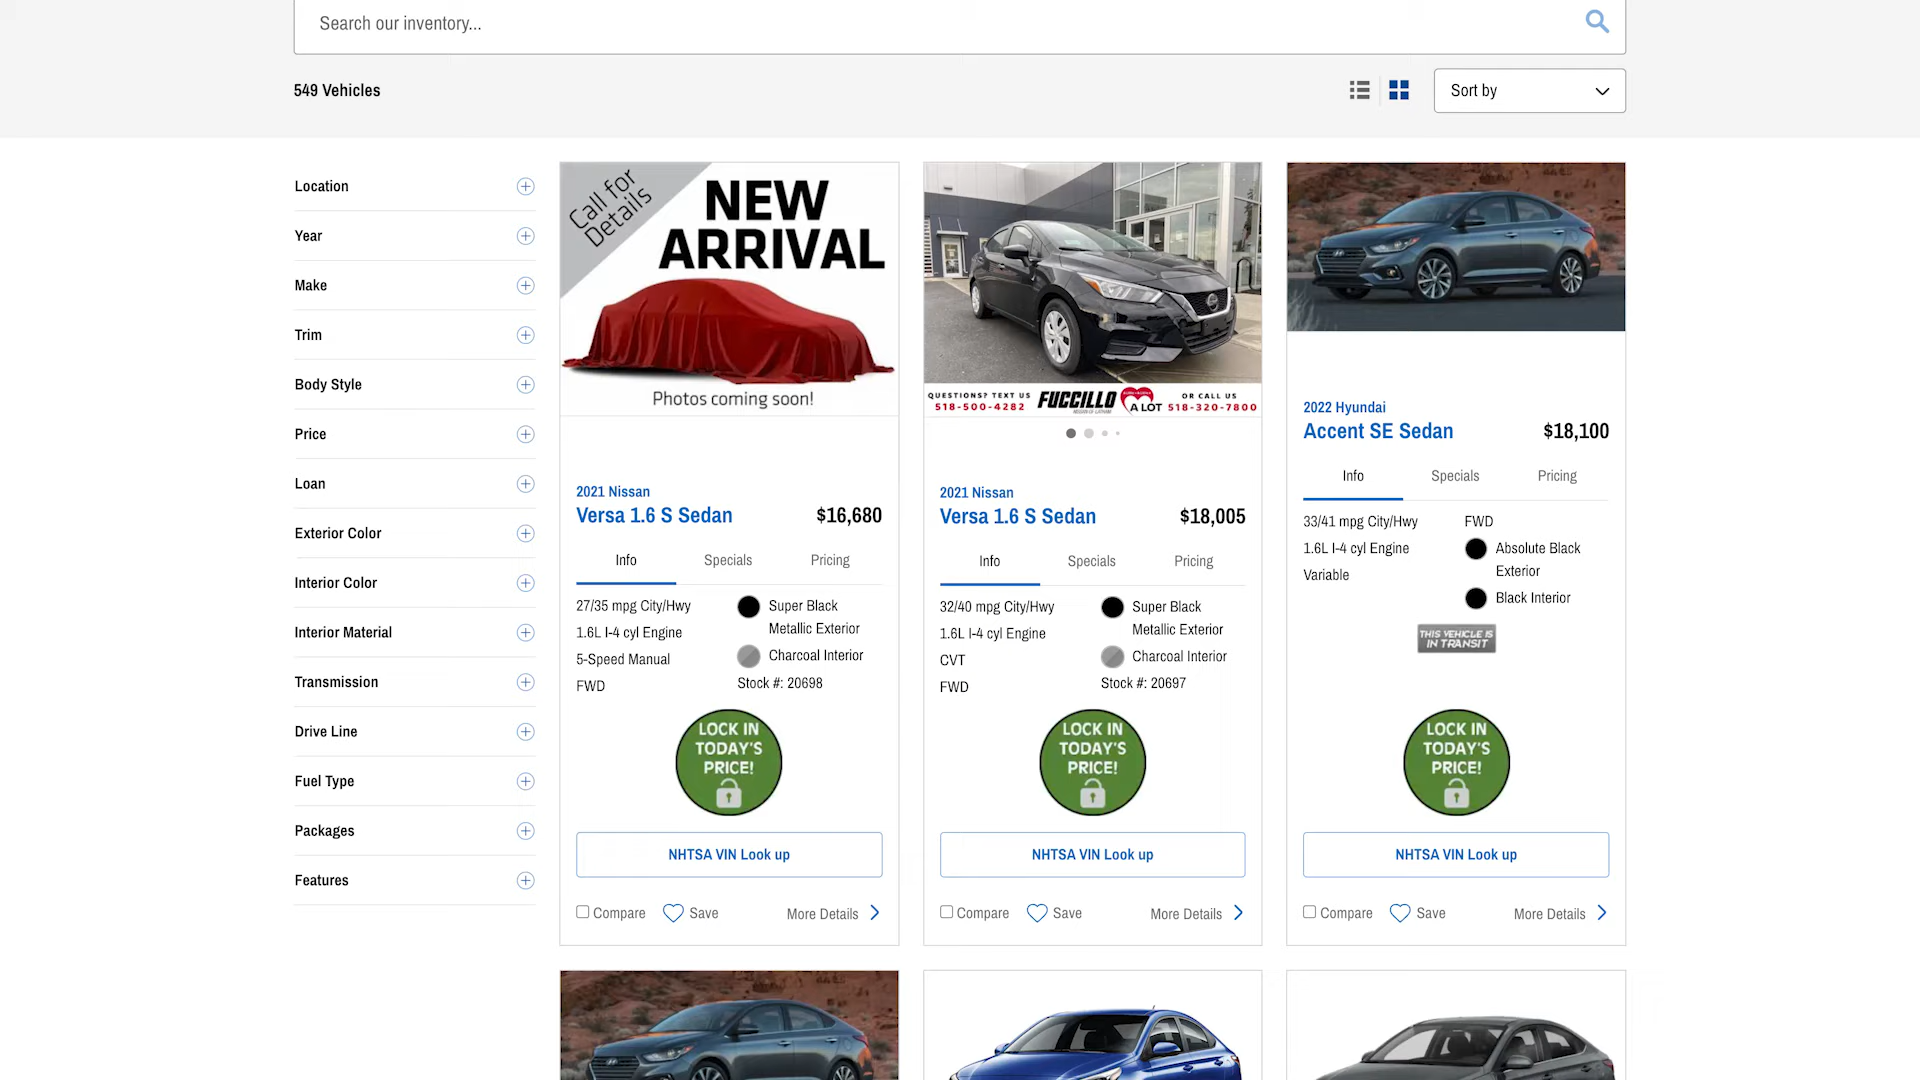 Search our inventory...
549 Vehicles
Sort by
Location
Year
Make
Trim
Body Style
Price
Loan
Exterior Color
Interior Color
Interior Material
Transmission
Drive Line
Fuel Type
Packages
Features
Call for
Details
NEW
ARRIVAL
Photos coming soon!
2021 Nissan
Versa 1.6 S Sedan
$16,680
Info Specials Pricing
27/35 mpg City/Hwy
1.6L I-4 cyl Engine
5-Speed Manual
FWD
Super Black
Metallic Exterior
Charcoal Interior
Stock #: 20698
LOCK IN
TODAY'S
PRICE!
NHTSA VIN Look up
Compare Save More Details
QUESTIONS? TEXT US
518-500-4282
FUCCILLO
NISSAN OF LATHAM
A LOT
OR CALL US
518-320-7800
2021 Nissan
Versa 1.6 S Sedan
$18,005
Info Specials Pricing
32/40 mpg City/Hwy
1.6L I-4 cyl Engine
CVT
FWD
Super Black
Metallic Exterior
Charcoal Interior
Stock #: 20697
LOCK IN
TODAY'S
PRICE!
NHTSA VIN Look up
Compare Save More Details
2022 Hyundai
Accent SE Sedan
$18,100
Info Specials Pricing
33/41 mpg City/Hwy
1.6L I-4 cyl Engine
Variable
FWD
Absolute Black
Exterior
Black Interior
THIS VEHICLE IS
IN TRANSIT
LOCK IN
TODAY'S
PRICE!
NHTSA VIN Look up
Compare Save More Details